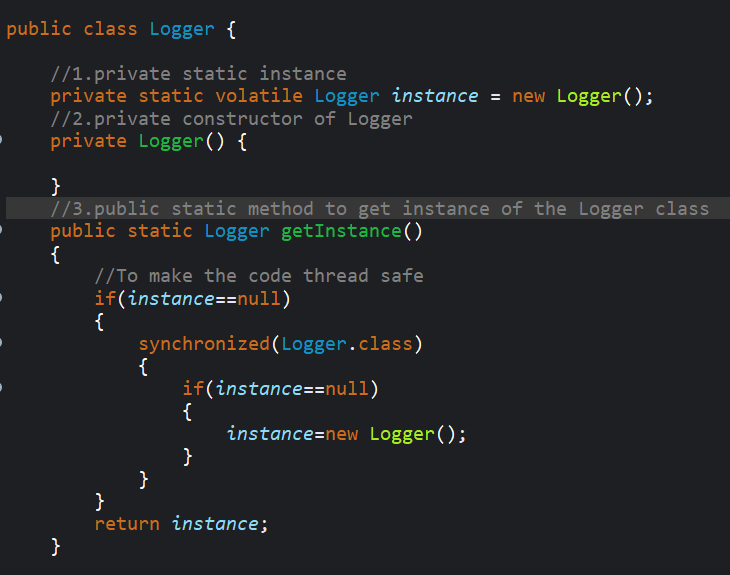 public class Logger {
//1.private static instance
private static volatile Logger instance = new Logger();
//2.private constructor of Logger
private Logger() {
}
//3.public static method to get instance of the Logger class
public static Logger getInstance()
{
//To make the code thread safe
if(instance==null)
{
synchronized(Logger.class)
{
if(instance==null)
{
instance=new Logger();
}
}
}
return instance;
}